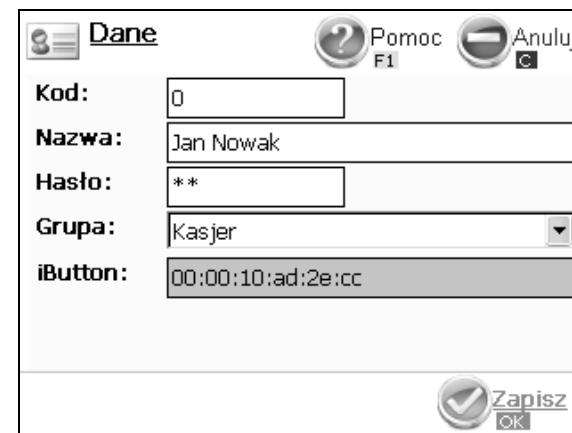 Dane
? Pomoc F1
Anuluj C
Kod: 0
Nazwa: Jan Nowak
Hasło: **
Grupa: Kasjer
iButton: 00:00:10:ad:2e:cc
Zapisz
OK